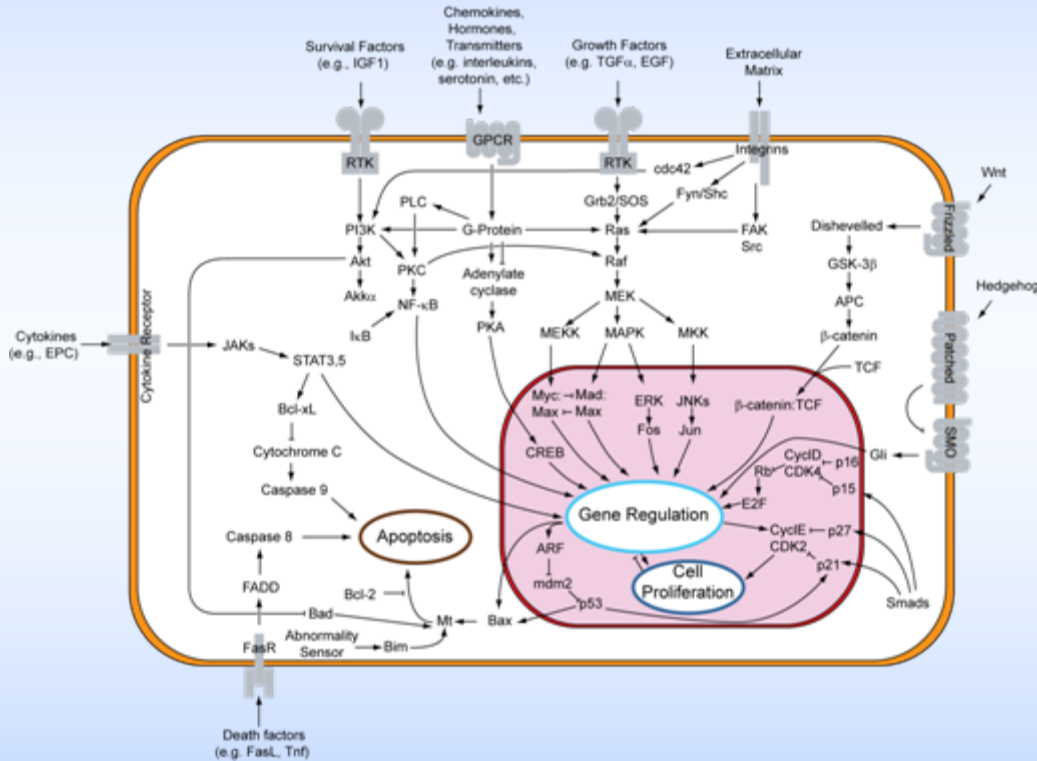 Chemokines,
Hormones,
Transmitters
(e.g. interleukins,
serotonin, etc.)
Survival Factors
(e.g., IGF1)
Growth Factors
(e.g. TGFα, EGF)
Extracellular
Matrix
GPCR
RTK
RTK
Integrins
cdc42
Wnt
Fyn/Shc
Grb2/SOS
PLC
Frizzled
PI3K
G-Protein
Ras
FAK
Src
Dishevelled
Akt
PKC
Adenylate
cyclase
Raf
GSK-3β
Akkα
NF-κB
MEK
APC
Hedgehog
IκB
PKA
MEKK
MAPK
MKK
β-catenin
Cytokines
(e.g., EPC)
Cytokine Receptor
JAKs
STAT3,5
TCF
Patched
Bcl-xL
Myc:
Max
Mad:
Max
ERK
JNKs
β-catenin:TCF
Fos
Jun
Cytochrome C
CREB
CyclD
CDK4
p16
Gli
SMO
Rb
p15
Caspase 9
E2F
Gene Regulation
Caspase 8
Apoptosis
ARF
CyclE
CDK2
p27
p21
FADD
mdm2
Cell
Proliferation
Bcl-2
p53
Smads
Bad
Mt
Bax
FasR
Abnormality
Sensor
Bim
Death factors
(e.g. FasL, Tnf)